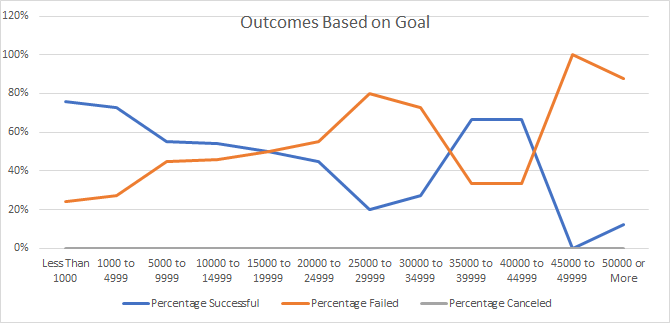 Outcomes Based on Goal
120%
100%
80%
60%
40%
20%
0%
Less Than 1000
1000 to 4999
5000 to 9999
10000 to 14999
15000 to 19999
20000 to 24999
25000 to 29999
30000 to 34999
35000 to 39999
40000 to 44999
45000 to 49999
50000 or More
Percentage Successful
Percentage Failed
Percentage Canceled